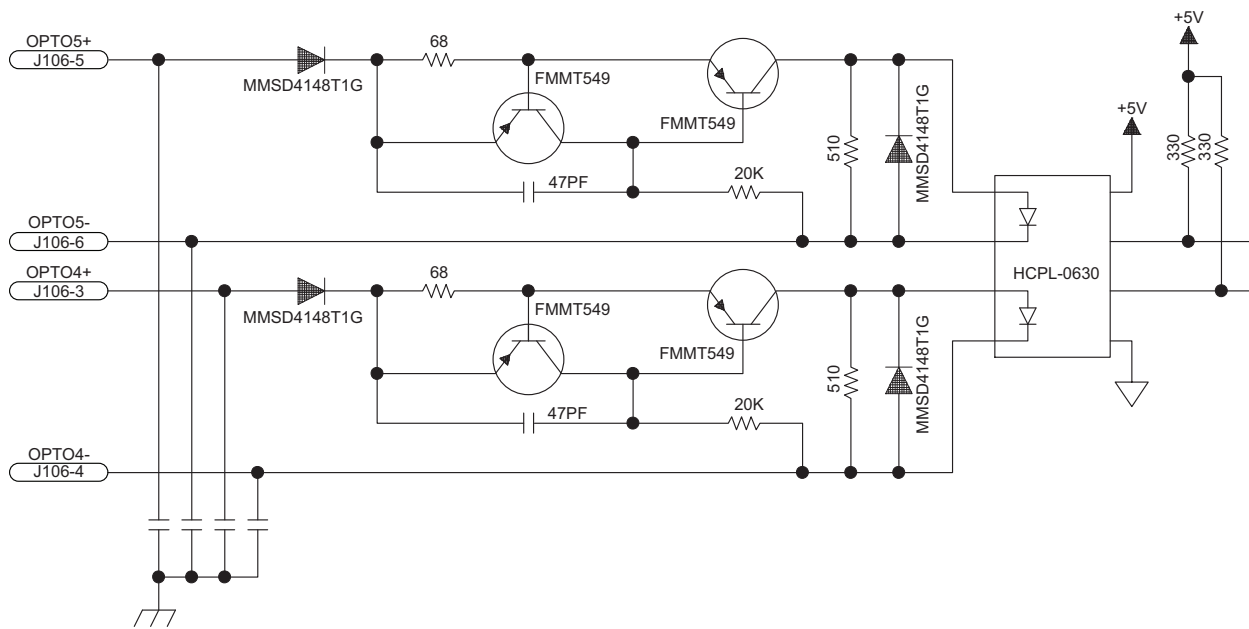 OPTO5+
J106-5
MMSD4148T1G
68
FMMT549
FMMT549
47PF
20K
510
MMSD4148T1G
+5V
+5V
330
330
OPTO5-
J106-6
OPTO4+
J106-3
MMSD4148T1G
68
FMMT549
FMMT549
47PF
20K
510
MMSD4148T1G
HCPL-0630
OPTO4-
J106-4